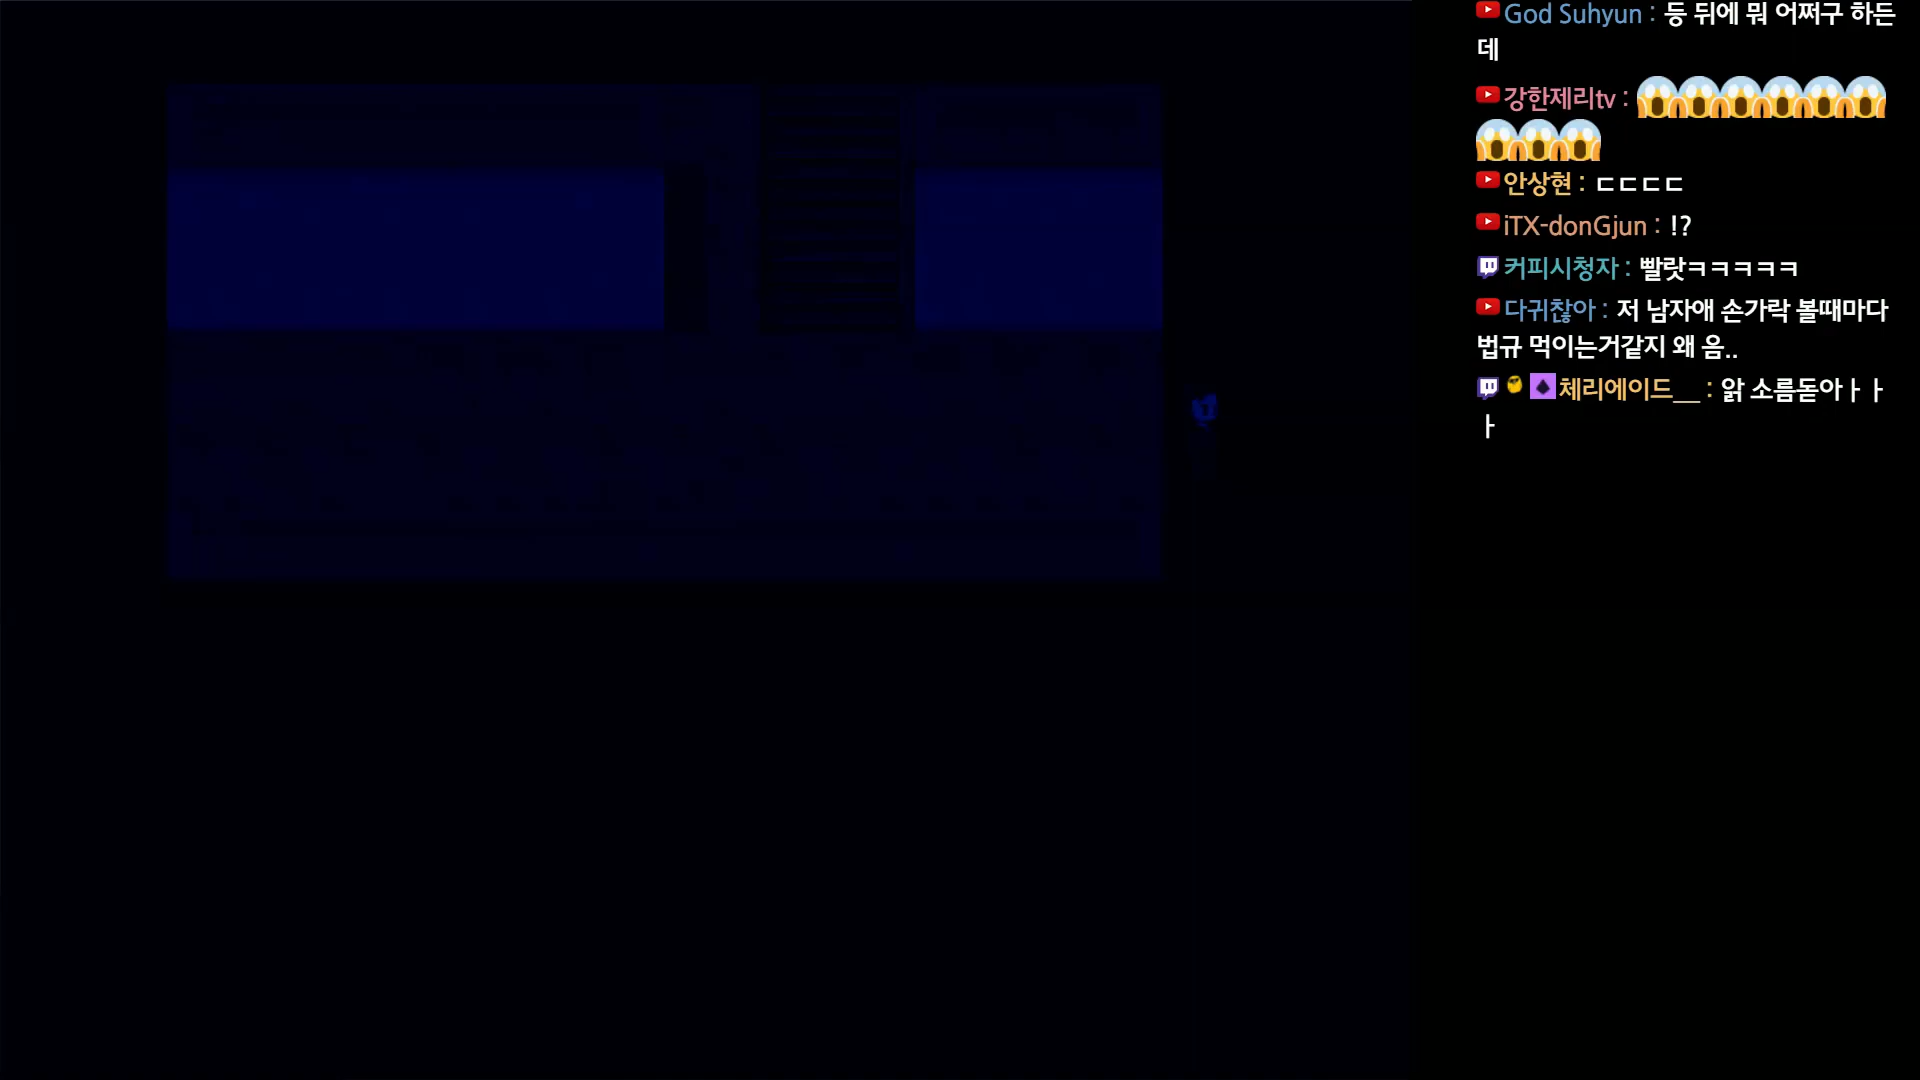 God Suhyun : 등 뒤에 뭐 어쩌구 하든
데
강한제리tv : 😱😱😱😱😱😱
😱😱😱
안상현 : ㄷㄷㄷㄷ
iTX-donGjun : !?
커피시청자 : 빨랏ㅋㅋㅋㅋㅋ
다귀찮아 : 저 남자애 손가락 볼때마다
법규 먹이는거같지 왜 음..
체리에이드__ : 앍 소름돋아ㅏㅏ
ㅏ